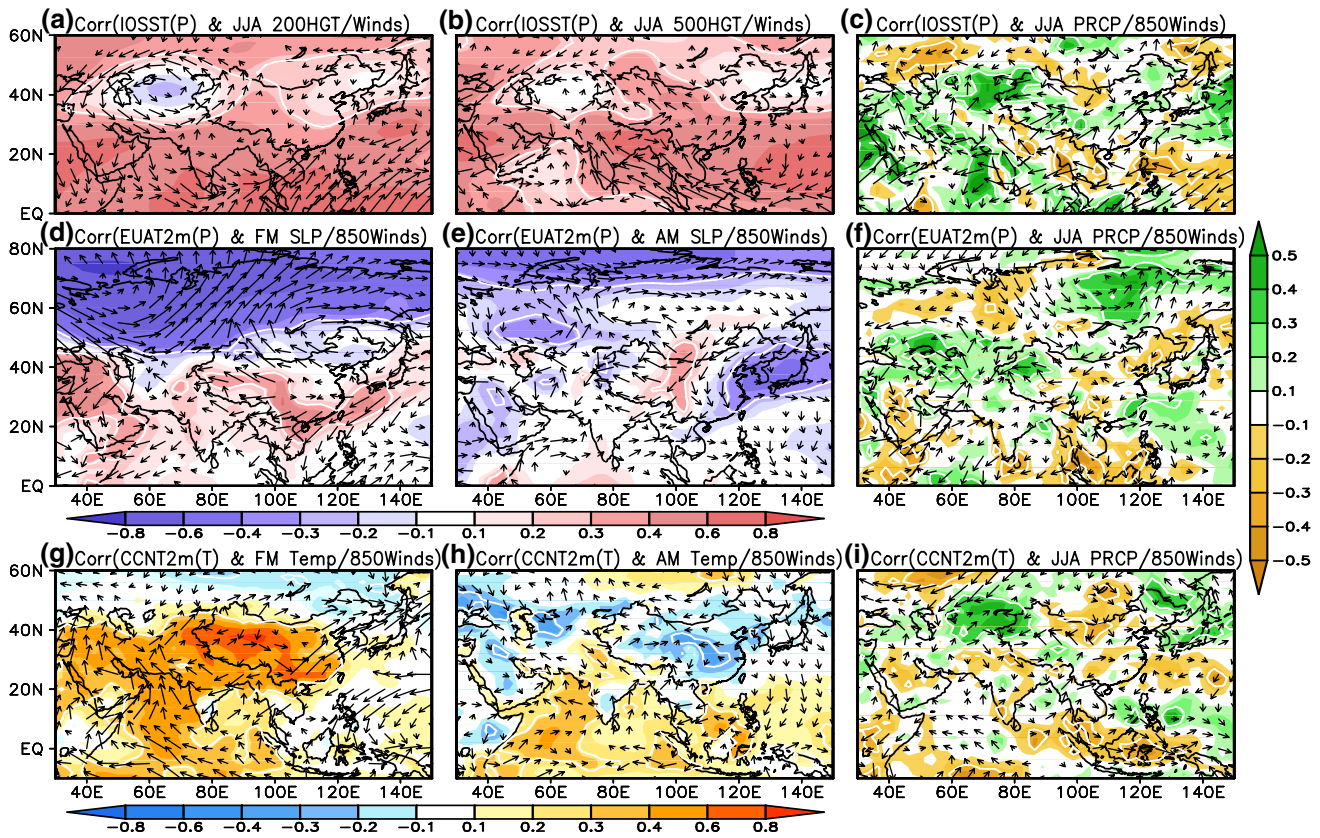 (a) Corr(IOSST(P) & JJA 200HGT/Winds)
(b) Corr(IOSST(P) & JJA 500HGT/Winds)
(c) Corr(IOSST(P) & JJA PRCP/850Winds)
60N
40N
20N
EQ
(d) Corr(EUAT2m(P) & FM SLP/850Winds)
(e) Corr(EUAT2m(P) & AM SLP/850Winds)
(f) Corr(EUAT2m(P) & JJA PRCP/850Winds)
80N
60N
40N
20N
EQ
40E 60E 80E 100E 120E 140E
40E 60E 80E 100E 120E 140E
40E 60E 80E 100E 120E 140E
0.5
0.4
0.3
0.2
0.1
−0.1
−0.2
−0.3
−0.4
−0.5
−0.8 −0.6 −0.4 −0.3 −0.2 −0.1 0.1 0.2 0.3 0.4 0.6 0.8
(g) Corr(CCNT2m(T) & FM Temp/850Winds)
(h) Corr(CCNT2m(T) & AM Temp/850Winds)
(i) Corr(CCNT2m(T) & JJA PRCP/850Winds)
60N
40N
20N
EQ
40E 60E 80E 100E 120E 140E
40E 60E 80E 100E 120E 140E
40E 60E 80E 100E 120E 140E
−0.8 −0.6 −0.4 −0.3 −0.2 −0.1 0.1 0.2 0.3 0.4 0.6 0.8